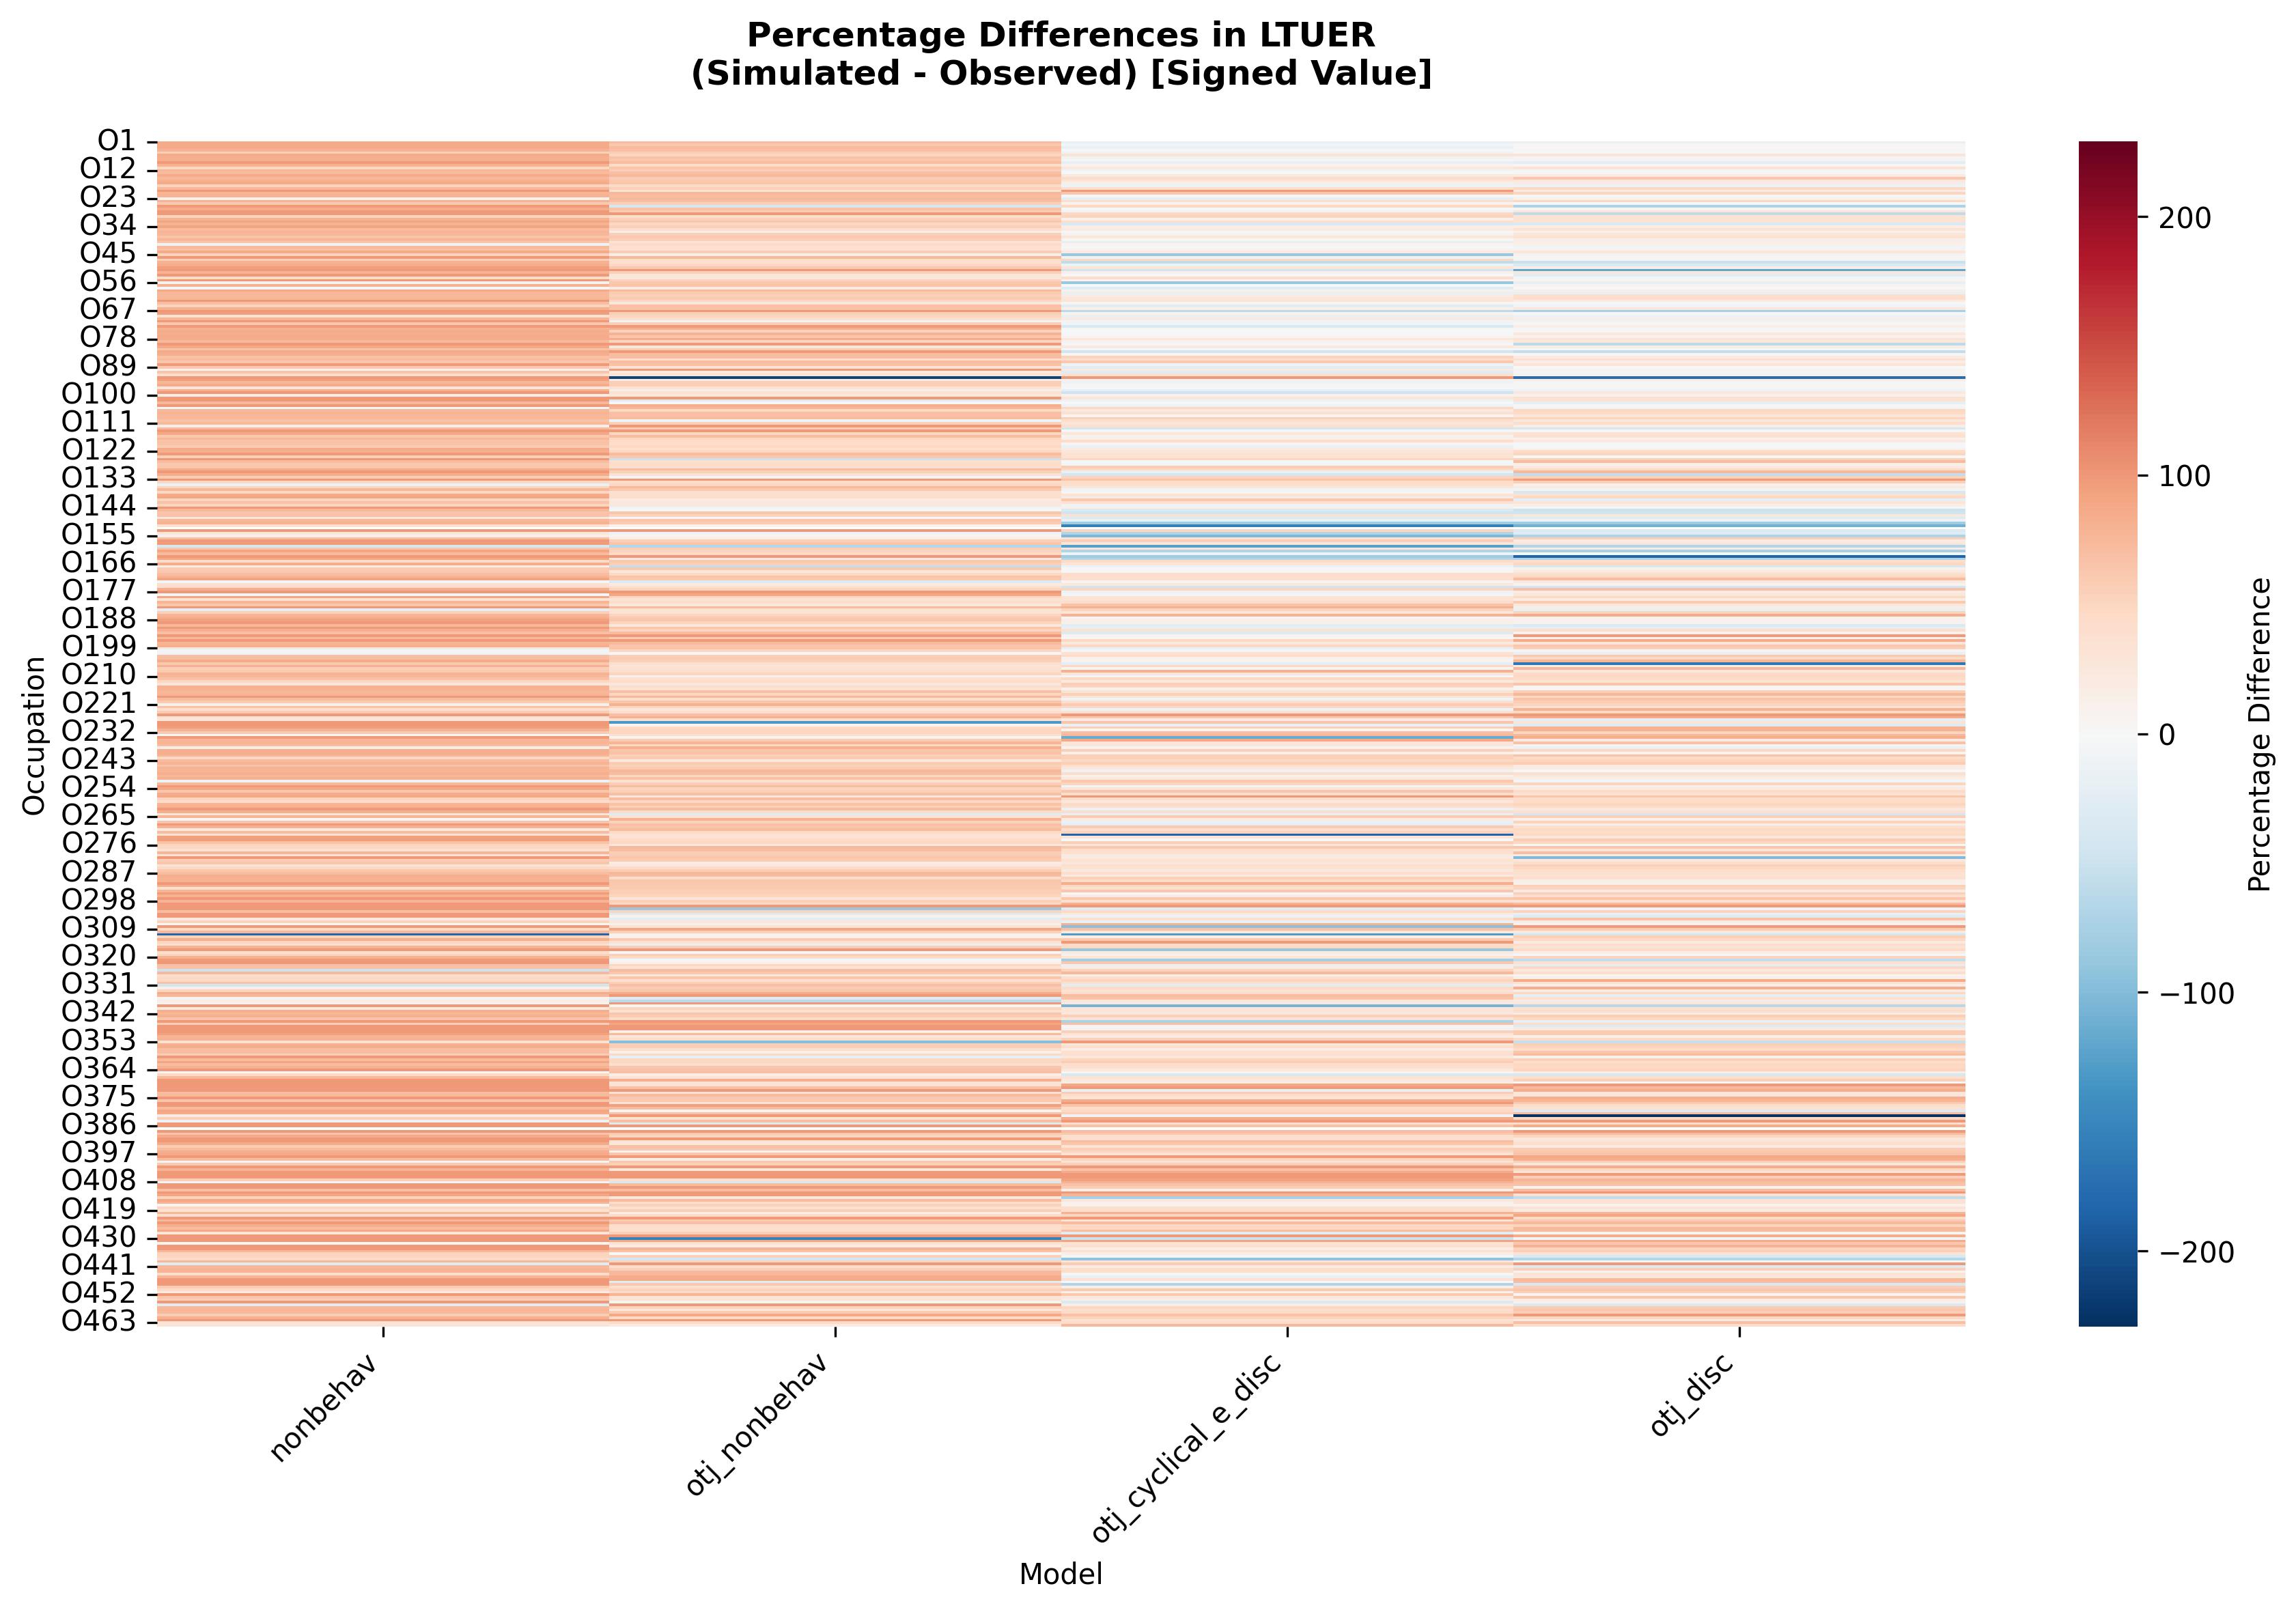 Percentage Differences in LTUER
(Simulated - Observed) [Signed Value]
Occupation
O1
O12
O23
O34
O45
O56
O67
O78
O89
O100
O111
O122
O133
O144
O155
O166
O177
O188
O199
O210
O221
O232
O243
O254
O265
O276
O287
O298
O309
O320
O331
O342
O353
O364
O375
O386
O397
O408
O419
O430
O441
O452
O463
nonbehav
otj_nonbehav
otj_cyclical_e_disc
otj_disc
Model
200
100
0
−100
−200
Percentage Difference